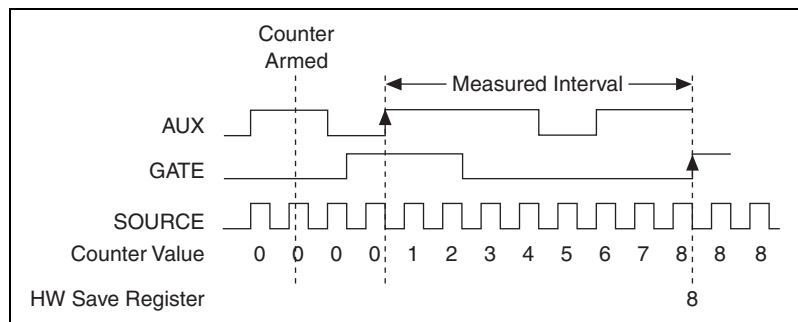 Counter
Armed
Measured Interval
AUX
GATE
SOURCE
Counter Value 0 0 0 0 1 2 3 4 5 6 7 8 8 8
HW Save Register 8